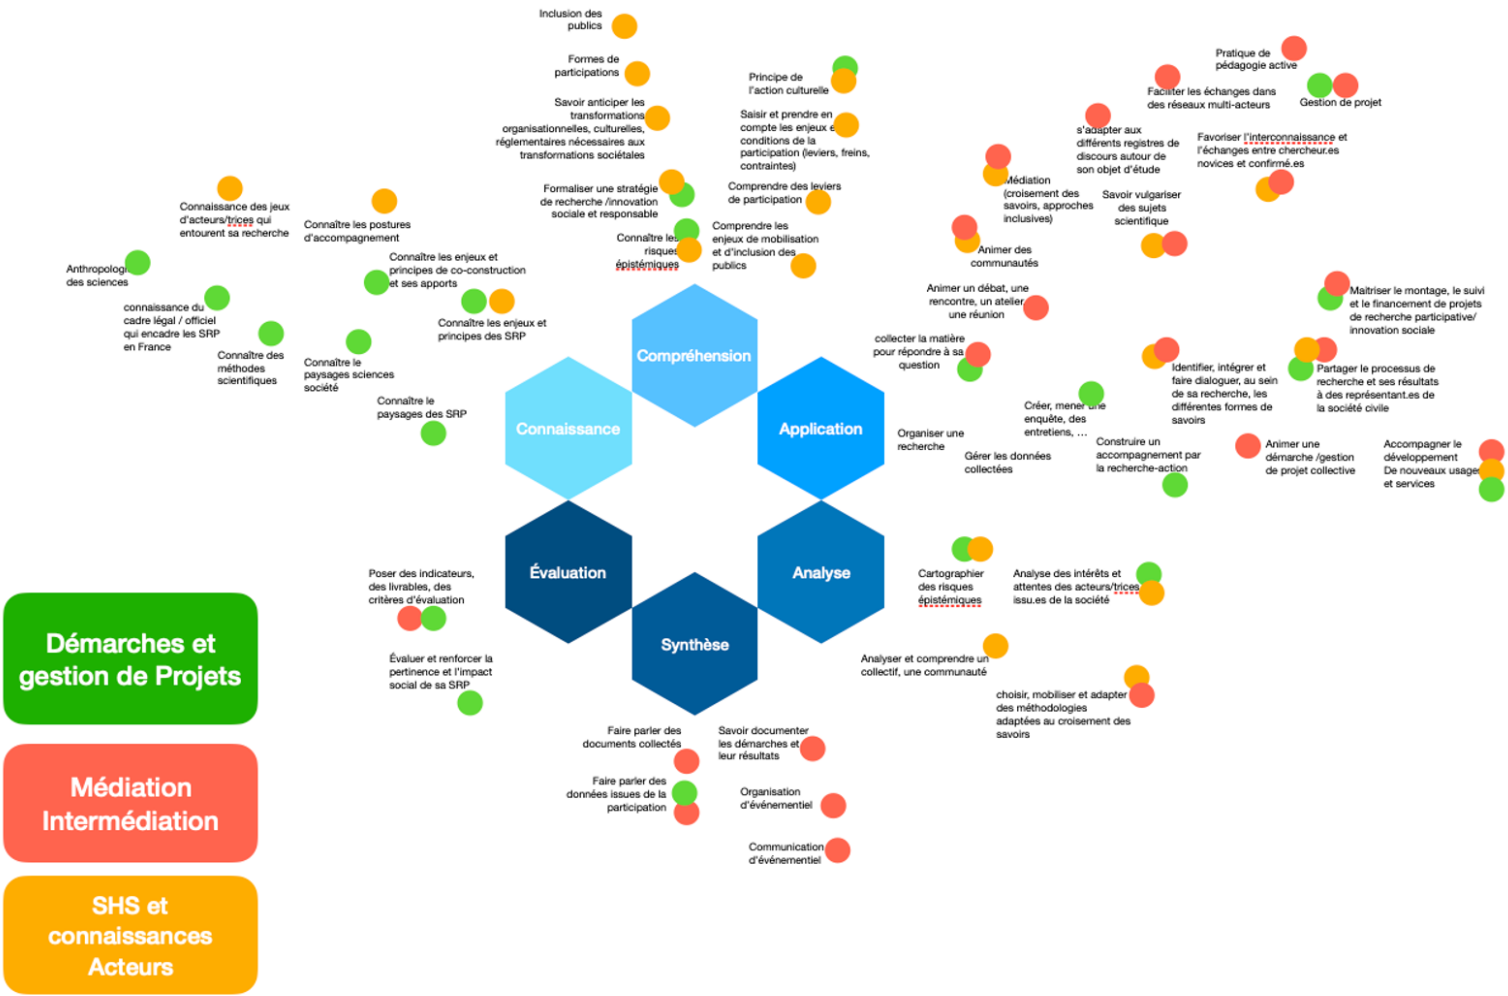 Inclusion des
publics
Formes de
participations
Savoir anticiper les
transformations
organisationnelles, culturelles,
réglementaires nécessaires aux
transformations sociétales
Formaliser une stratégie
de recherche /innovation
sociale et responsable
Connaître les
risques
épistémiques
Principe de
l'action culturelle
Saisir et prendre en
compte les enjeux e
conditions de la
participation (leviers, freins,
contraintes)
Comprendre des leviers
de participation
Comprendre les
enjeux de mobilisation
et d'inclusion des
publics
Connaissance des jeux
d'acteurs/trices qui
entourent sa recherche
Connaître les postures
d'accompagnement
Anthropologi
des sciences
Connaître les enjeux et
principes de co-construction
et ses apports
connaissance du
cadre légal / officiel
qui encadre les SRP
en France
Connaître les enjeux et
principes des SRP
Connaître des
méthodes
scientifiques
Connaître le
paysages sciences
société
Connaître le
paysages des SRP
Pratique de
pédagogie active
Faciliter les échanges dans
des réseaux multi-acteurs
Gestion de projet
s'adapter aux
différents registres de
discours autour de
son objet d'étude
Favoriser l'interconnaissance et
l'échanges entre chercheur.es
novices et confirmé.es
Médiation
(croisement des
savoirs, approches
inclusives)
Savoir vulgariser
des sujets
scientifique
Animer des
communautés
Animer un débat, une
rencontre, un atelier,
une réunion
Maitriser le montage, le suivi
et le financement de projets
de recherche participative/
innovation sociale
collecter la matière
pour répondre à sa
question
Identifier, intégrer et
faire dialoguer, au sein
de sa recherche, les
différentes formes de
savoirs
Partager le processus de
recherche et ses résultats
à des représentant.es de
la société civile
Créer, mener une
enquête, des
entretiens, …
Organiser une
recherche
Gérer les données
collectées
Construire un
accompagnement par
la recherche-action
Animer une
démarche /gestion
de projet collective
Accompagner le
développement
De nouveaux usages
et services
Compréhension
Connaissance
Application
Évaluation
Analyse
Synthèse
Cartographier
des risques
épistémiques
Analyse des intérêts et
attentes des acteurs/trices
issu.es de la société
Analyser et comprendre un
collectif, une communauté
choisir, mobiliser et adapter
des méthodologies
adaptées au croisement des
savoirs
Poser des indicateurs,
des livrables, des
critères d'évaluation
Évaluer et renforcer la
pertinence et l'impact
social de sa SRP
Faire parler des
documents collectés
Faire parler des
données issues de la
participation
Savoir documenter
les démarches et
leur résultats
Organisation
d'événementiel
Communication
d'événementiel
Démarches et
gestion de Projets
Médiation
Intermédiation
SHS et
connaissances
Acteurs